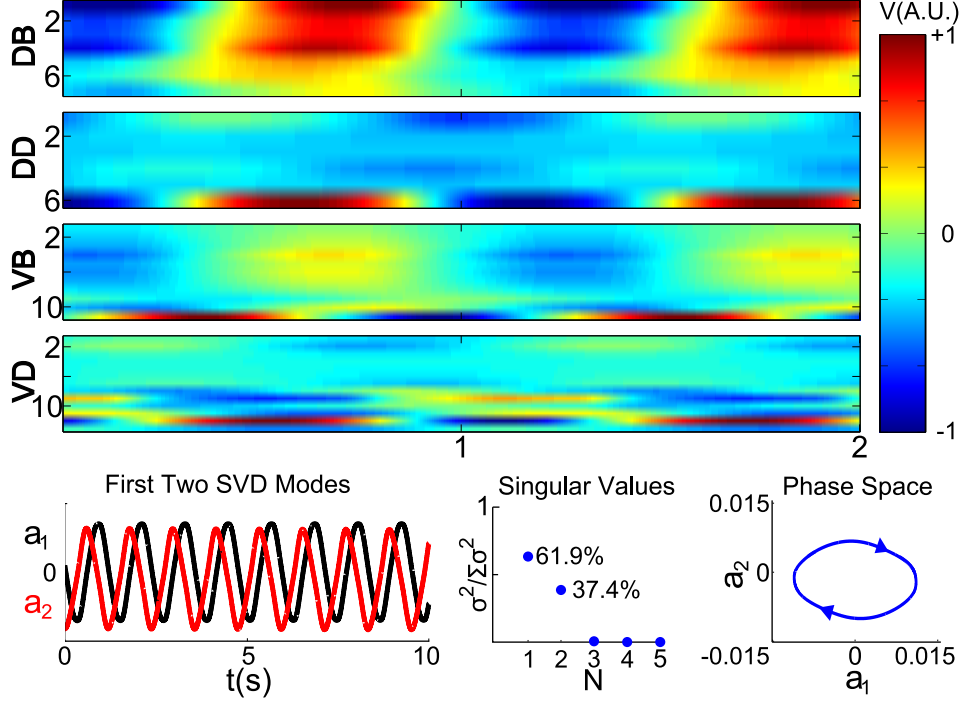 V(A.U.)
DB
2
6
+1
0
-1
DD
2
6
VB
2
10
VD
2
10
1
2
First Two SVD Modes
a1
0
a2
0
5
10
t(s)
Singular Values
1
σ²/Σσ²
61.9%
37.4%
1
2
3
4
5
N
Phase Space
0.015
a2
0
-0.015
0
0.015
a1